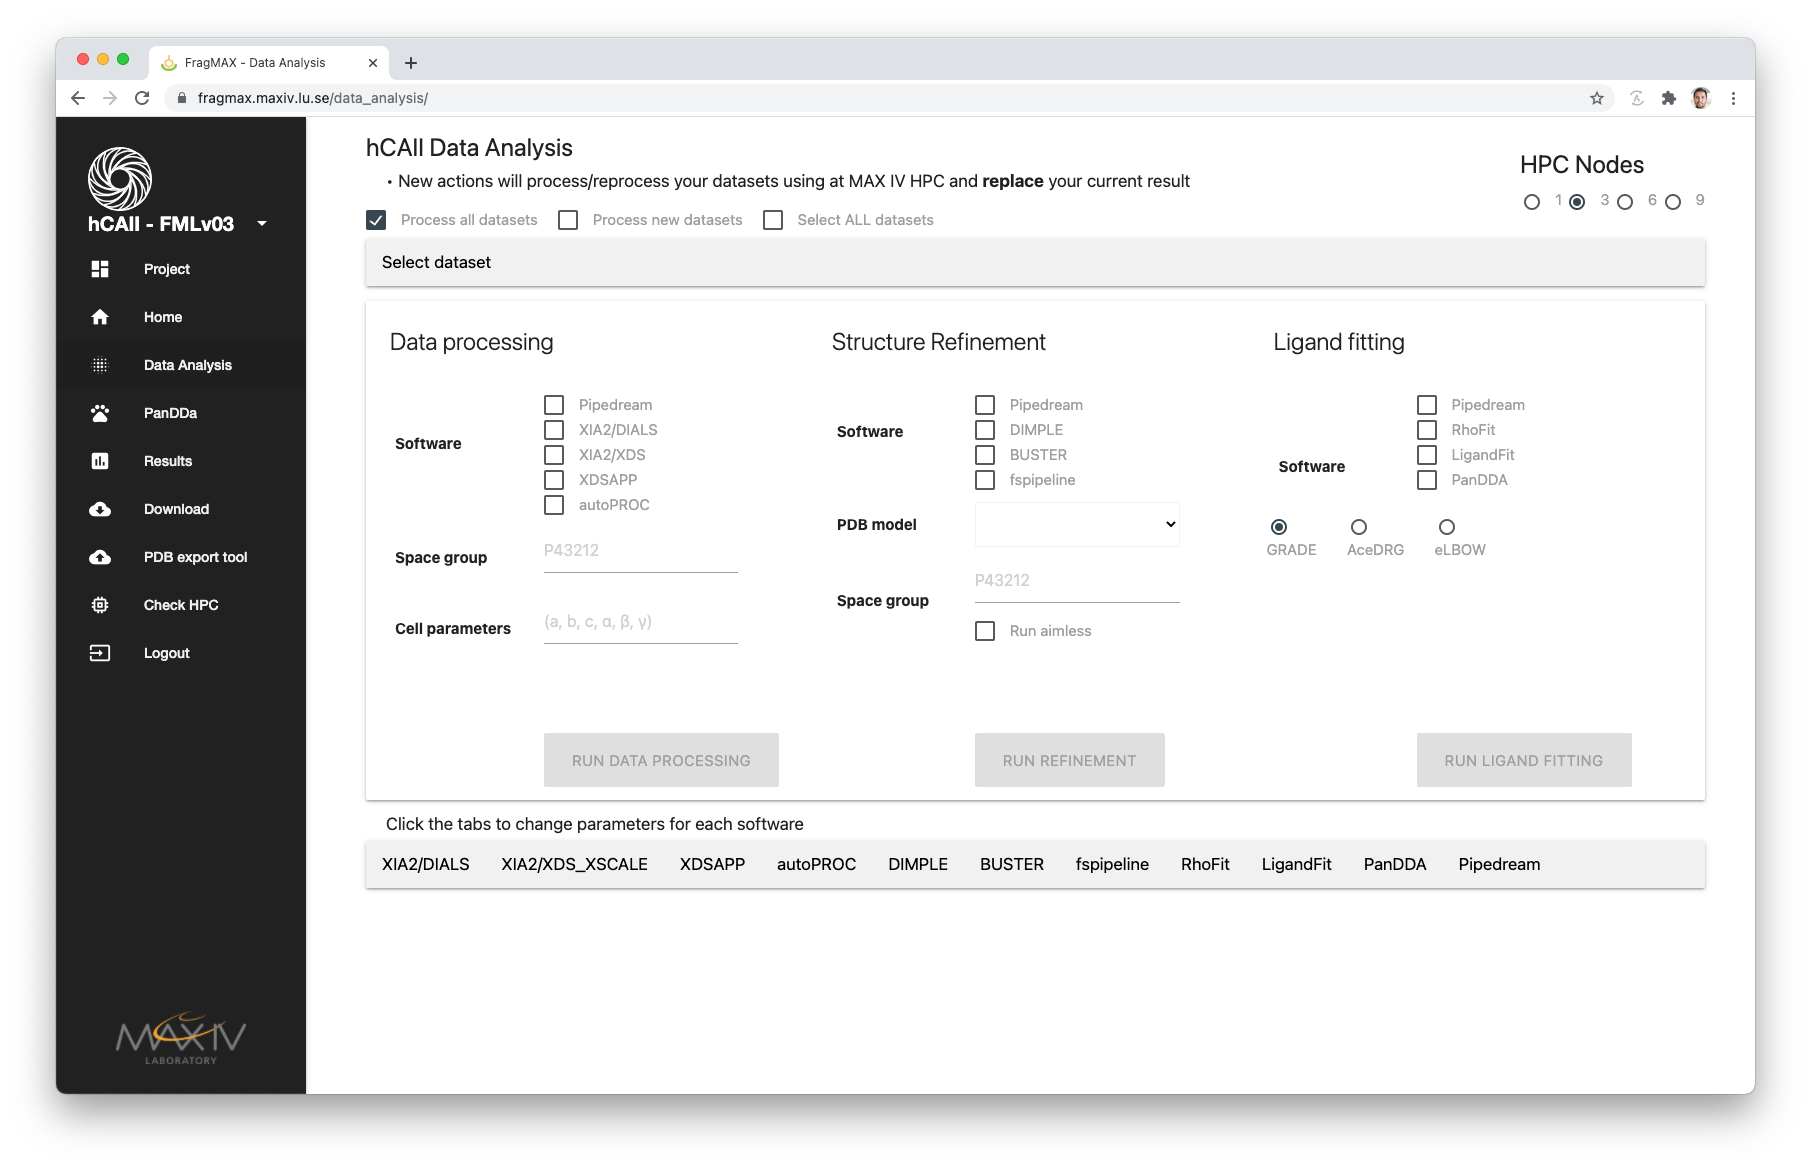 FragMAX - Data Analysis
fragmax.maxiv.lu.se/data_analysis/
hCAII - FMLv03
Project
Home
Data Analysis
PanDDa
Results
Download
PDB export tool
Check HPC
Logout
MAX IV
LABORATORY
hCAII Data Analysis
• New actions will process/reprocess your datasets using at MAX IV HPC and replace your current result
HPC Nodes
1 3 6 9
Process all datasets Process new datasets Select ALL datasets
Select dataset
Data processing
Software
Pipedream
XIA2/DIALS
XIA2/XDS
XDSAPP
autoPROC
Space group P43212
Cell parameters (a, b, c, α, β, γ)
RUN DATA PROCESSING
Structure Refinement
Software
Pipedream
DIMPLE
BUSTER
fspipeline
PDB model
Space group P43212
Run aimless
RUN REFINEMENT
Ligand fitting
Software
Pipedream
RhoFit
LigandFit
PanDDA
GRADE AceDRG eLBOW
RUN LIGAND FITTING
Click the tabs to change parameters for each software
XIA2/DIALS XIA2/XDS_XSCALE XDSAPP autoPROC DIMPLE BUSTER fspipeline RhoFit LigandFit PanDDA Pipedream